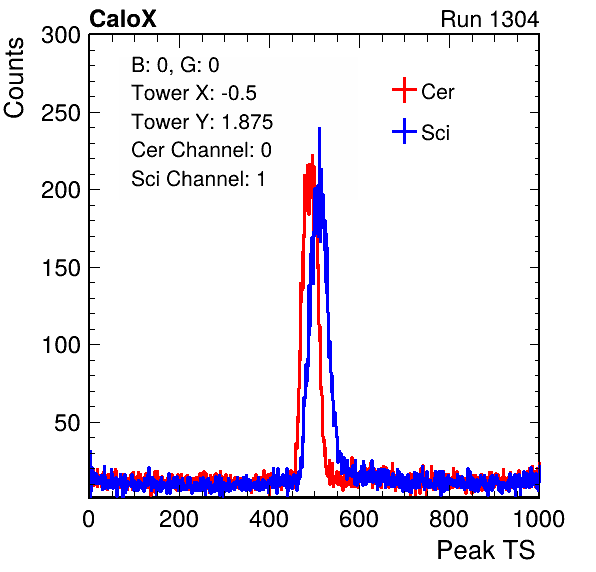 CaloX Run 1304
Counts
300
250
200
150
100
50
B: 0, G: 0
Tower X: -0.5
Tower Y: 1.875
Cer Channel: 0
Sci Channel: 1
Cer
Sci
0 200 400 600 800 1000
Peak TS